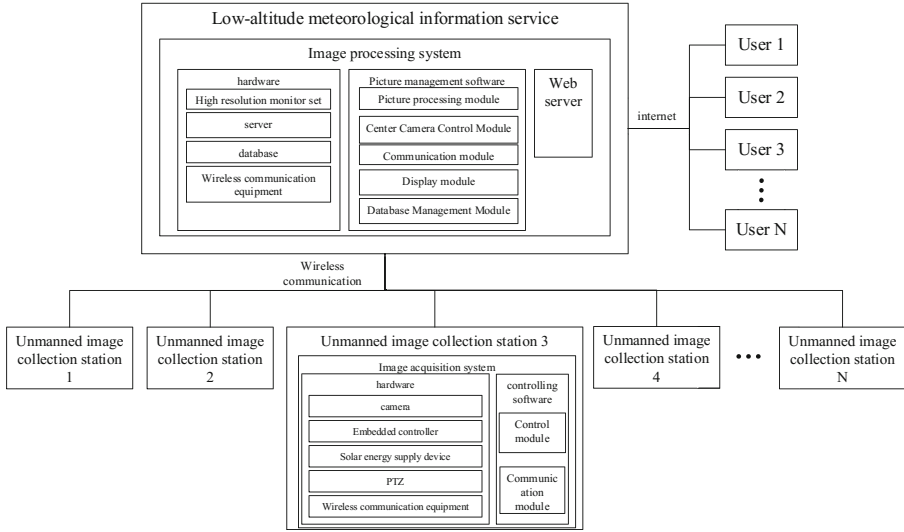 Low-altitude meteorological information service
Image processing system
hardware
High resolution monitor set
server
database
Wireless communication
equipment
Picture management software
Picture processing module
Center Camera Control Module
Communication module
Display module
Database Management Module
Web
server
internet
User 1
User 2
User 3
User N
Wireless
communication
Unmanned image
collection station
1
Unmanned image
collection station
2
Unmanned image collection station 3
Image acquisition system
hardware
camera
Embedded controller
Solar energy supply device
PTZ
Wireless communication equipment
controlling
software
Control
module
Communic
ation module
Unmanned image
collection station
4
Unmanned image
collection station
N